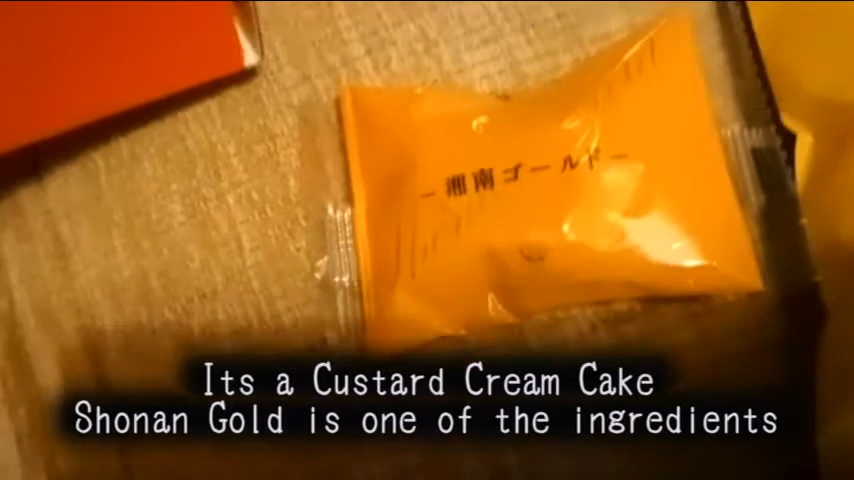 -湘南ゴールド-
Its a Custard Cream Cake
Shonan Gold is one of the ingredients